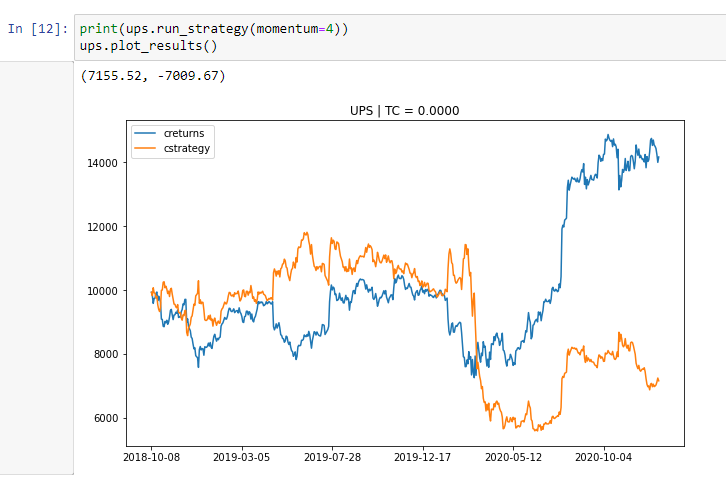 In [12]: print(ups.run_strategy(momentum=4))
ups.plot_results()
(7155.52, -7009.67)
UPS | TC = 0.0000
creturns
cstrategy
14000
12000
10000
8000
6000
2018-10-08 2019-03-05 2019-07-28 2019-12-17 2020-05-12 2020-10-04